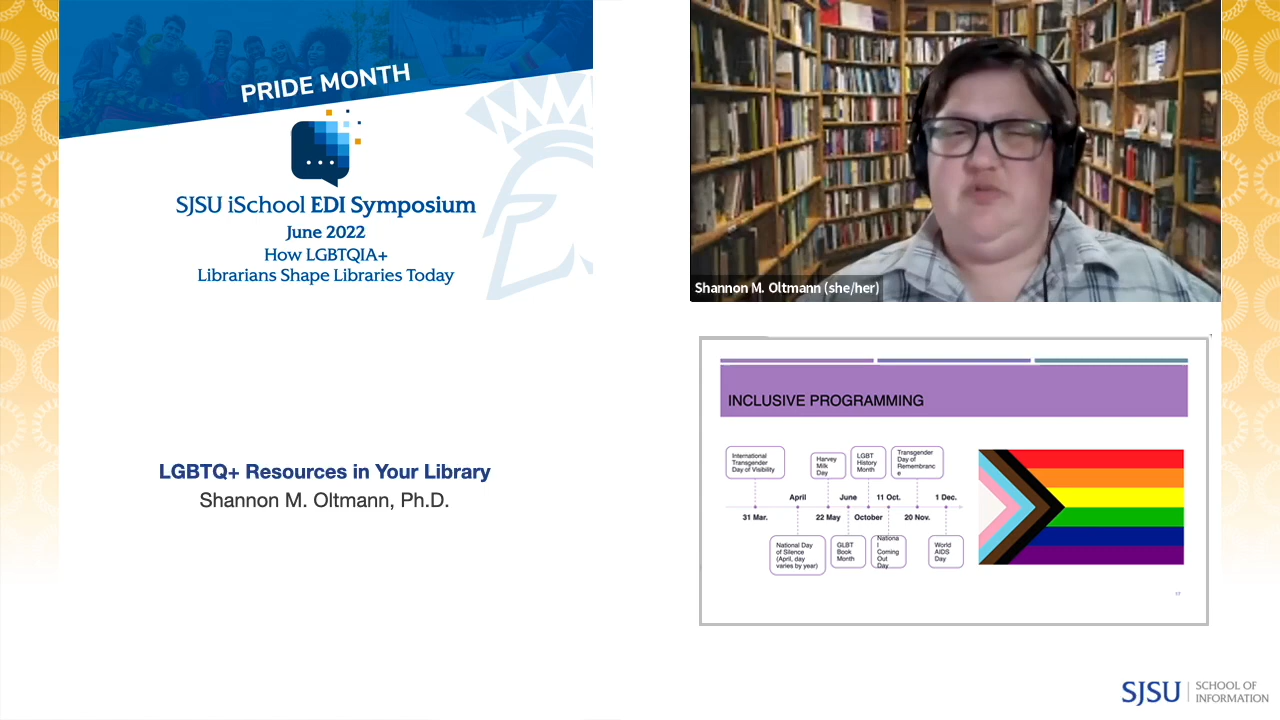 PRIDE MONTH
SJSU iSchool EDI Symposium
June 2022
How LGBTQIA+
Librarians Shape Libraries Today
LGBTQ+ Resources in Your Library
Shannon M. Oltmann, Ph.D.
Shannon M. Oltmann (she/her)
INCLUSIVE PROGRAMMING
International
Transgender
Day of Visibility
Harvey
Milk
Day
LGBT
History
Month
Transgender
Day of
Remembranc
e
April
June
11 Oct.
1 Dec.
31 Mar.
22 May
October
20 Nov.
National Day
of Silence
(April, day
varies by year)
GLBT
Book
Month
Nationa
l
Coming
Out
Day
World
AIDS
Day
SJSU
SCHOOL OF
INFORMATION